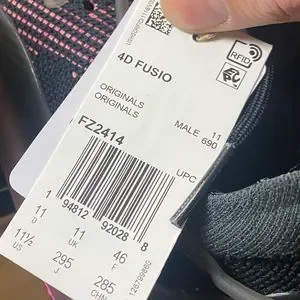 RFID
4D FUSIO
ORIGINALS
ORIGINALS
MALE 11
690
FZ2414
UPC
1 94812 92028 8
11 D
11 UK
46 F
11½ US
295 J
285 CHN